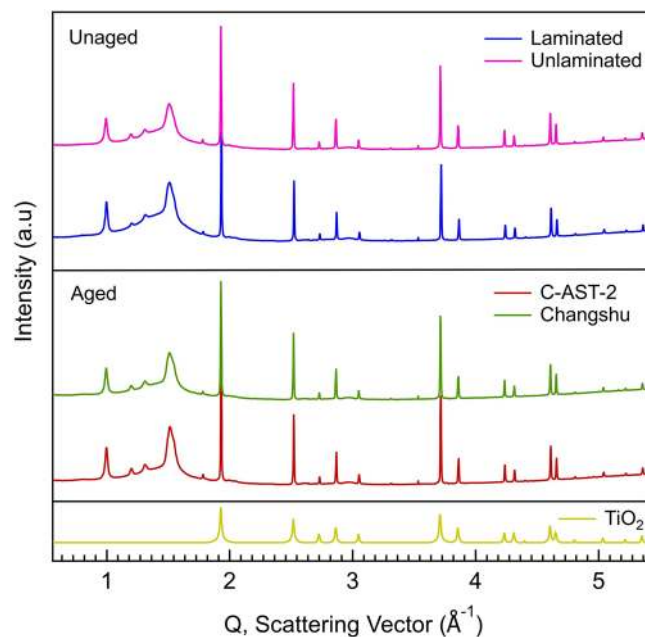 Unaged
Laminated
Unlaminated
Intensity (a.u)
Aged
C-AST-2
Changshu
TiO₂
1 2 3 4 5
Q, Scattering Vector (Å⁻¹)